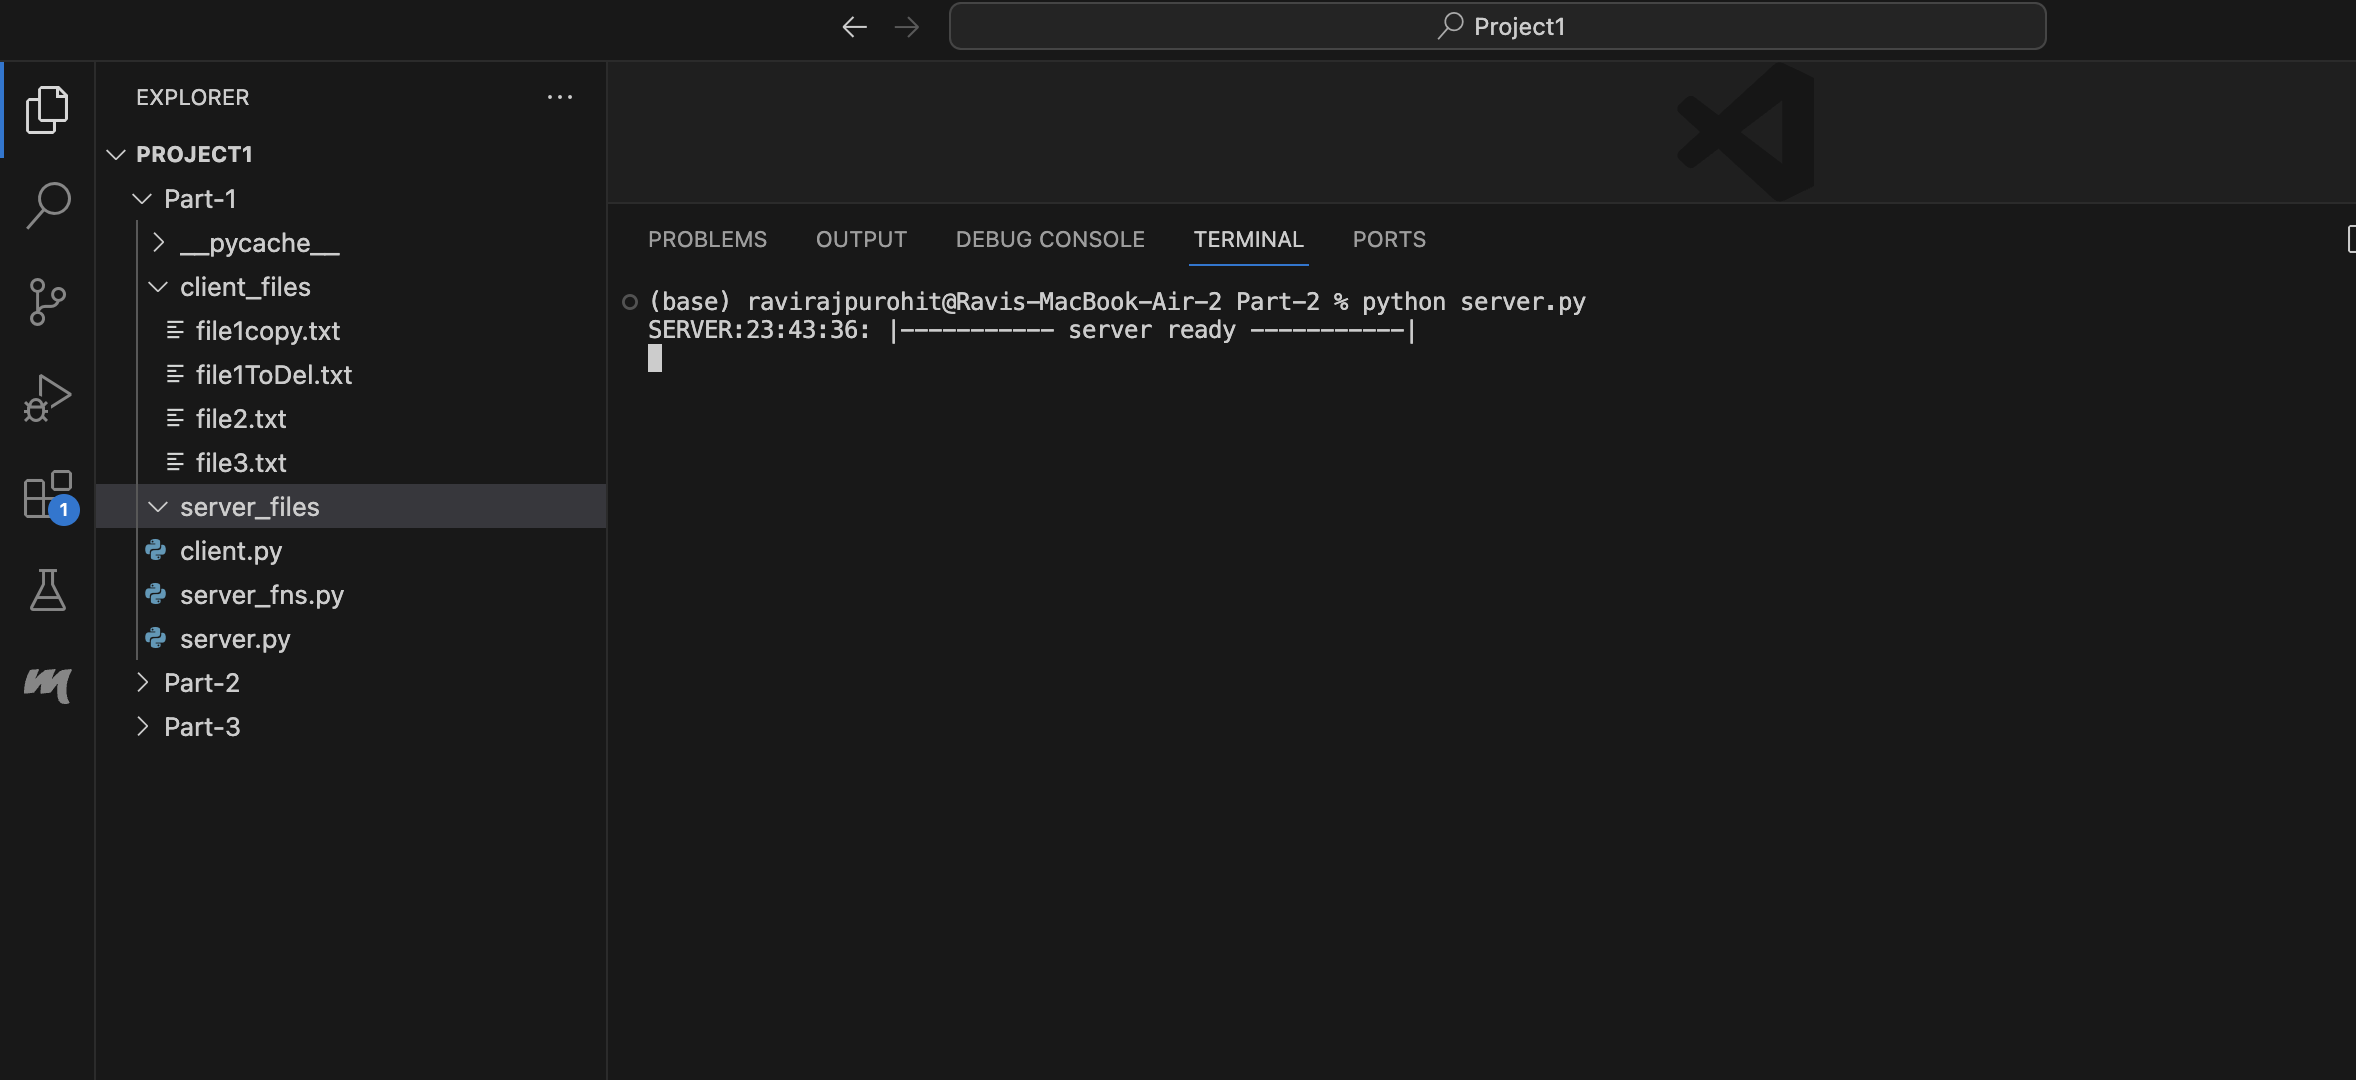 Project1
EXPLORER
PROJECT1
Part-1
__pycache__
client_files
file1copy.txt
file1ToDel.txt
file2.txt
file3.txt
server_files
client.py
server_fns.py
server.py
Part-2
Part-3
1
PROBLEMS OUTPUT DEBUG CONSOLE TERMINAL PORTS
(base) ravirajpurohit@Ravis-MacBook-Air-2 Part-2 % python server.py
SERVER:23:43:36: |----------- server ready -----------|